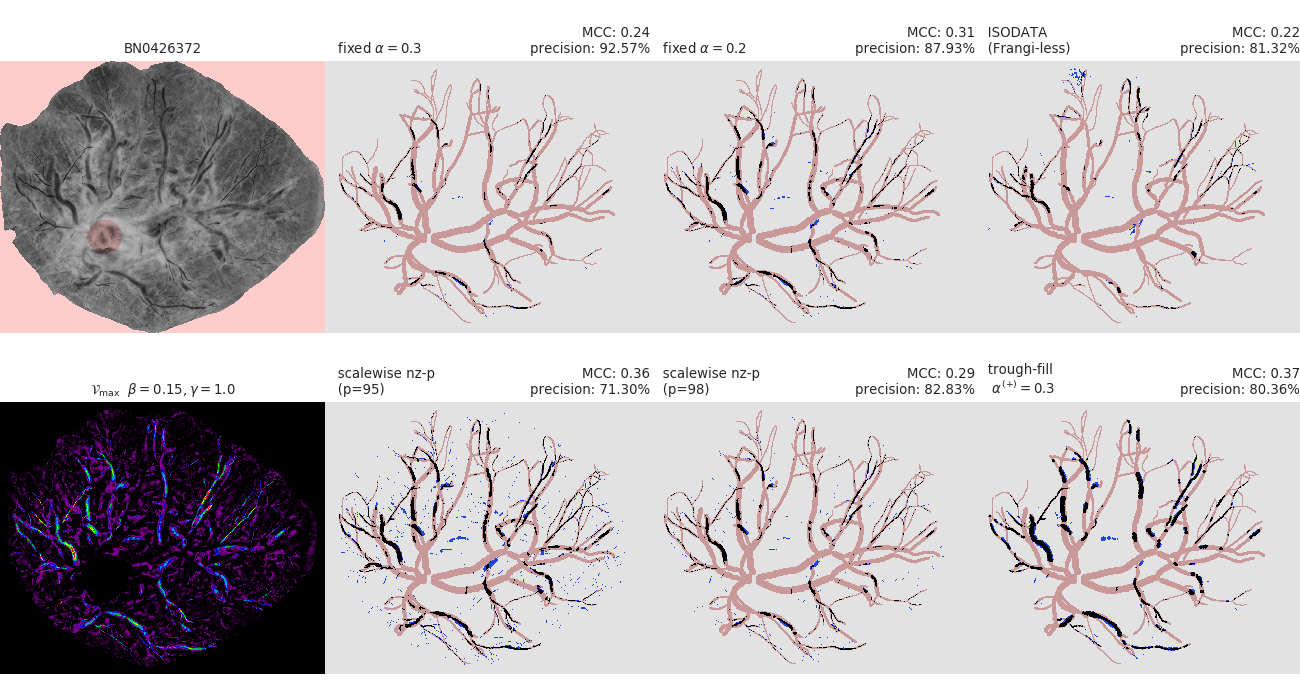 BN0426372
fixed α = 0.3
MCC: 0.24
precision: 92.57%
fixed α = 0.2
MCC: 0.31
precision: 87.93%
ISODATA
(Frangi-less)
MCC: 0.22
precision: 81.32%
𝒱max β = 0.15, γ = 1.0
scalewise nz-p
(p=95)
MCC: 0.36
precision: 71.30%
scalewise nz-p
(p=98)
MCC: 0.29
precision: 82.83%
trough-fill
α(+) = 0.3
MCC: 0.37
precision: 80.36%